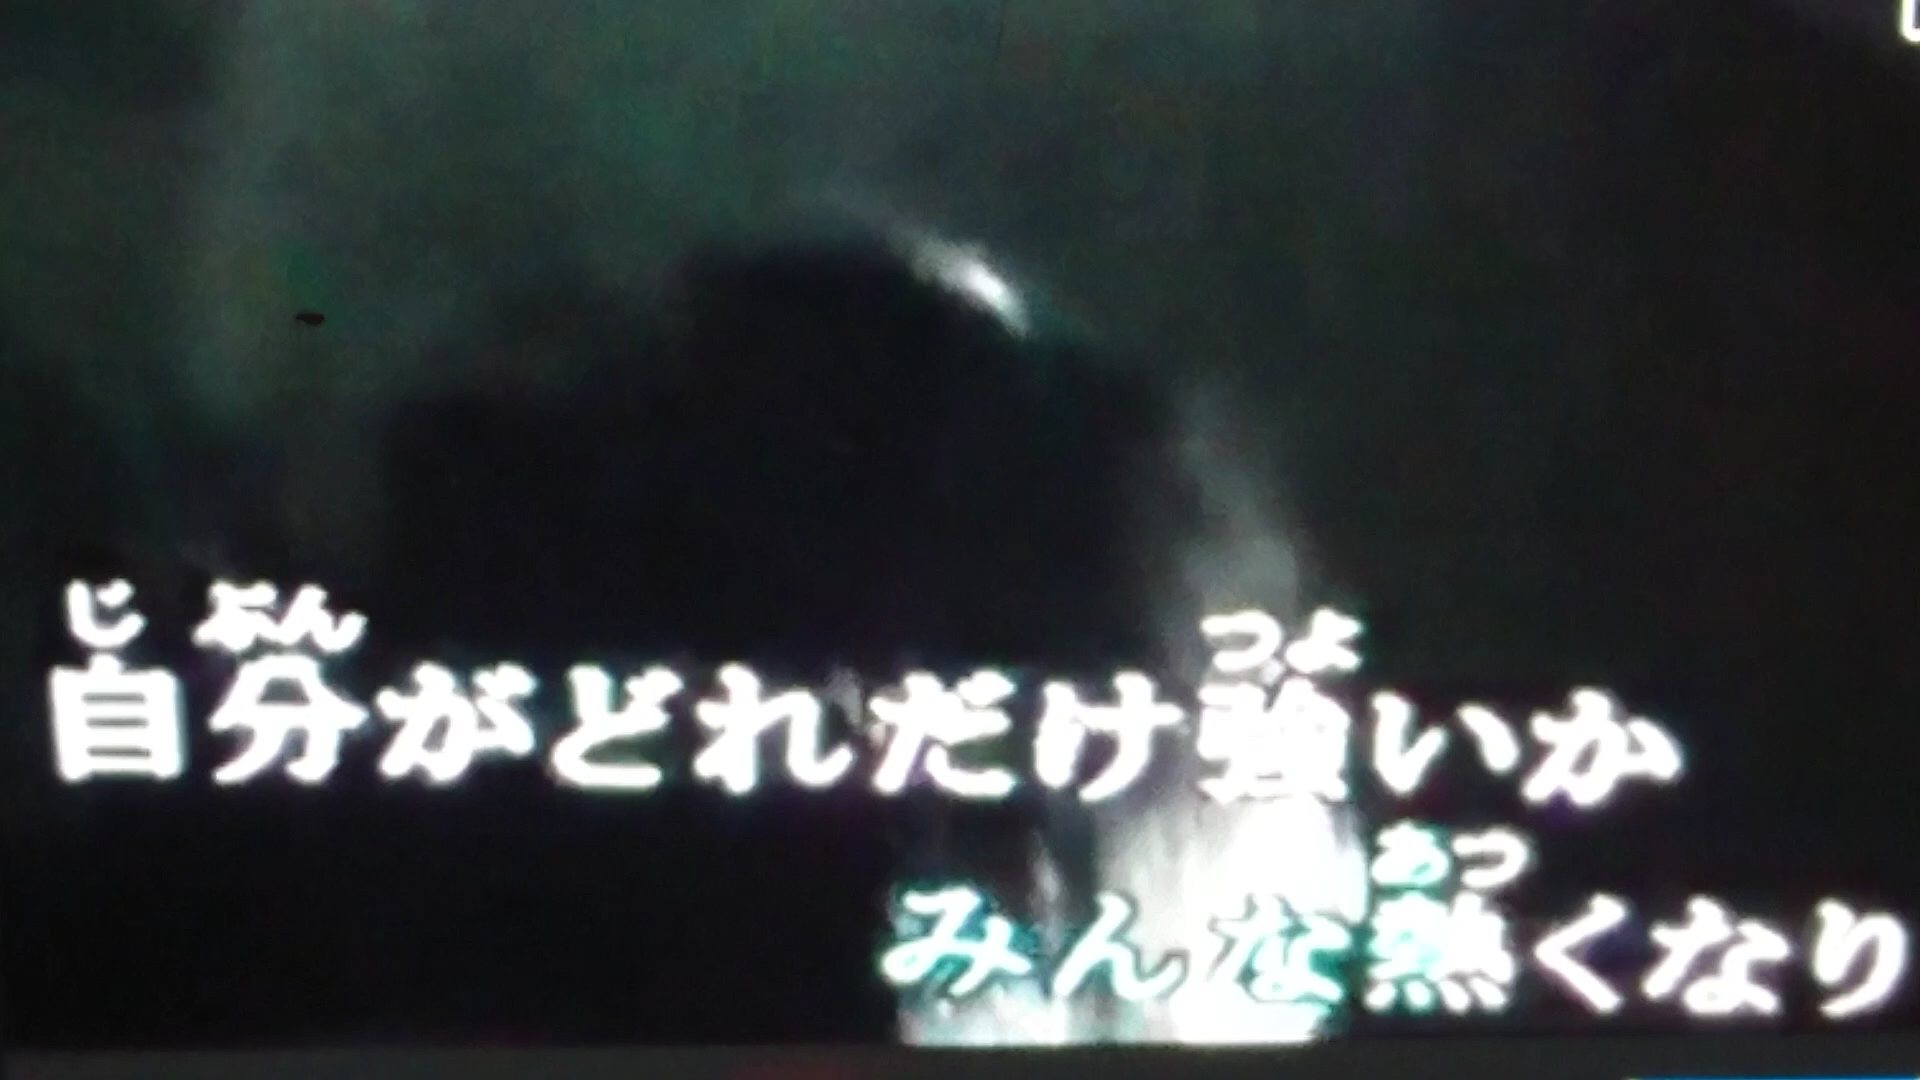 じ ぶん つよ
自分がどれだけ強いか
あつ
みんな熱くなり